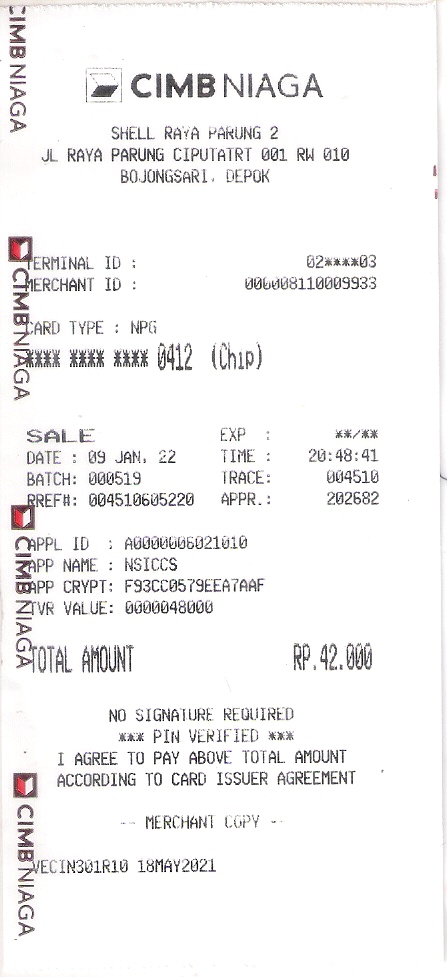 CIMB NIAGA
SHELL RAYA PARUNG 2
JL RAYA PARUNG CIPUTATRT 001 RW 010
BOJONGSARI, DEPOK
TERMINAL ID : 02****03
MERCHANT ID : 000008110009933
CARD TYPE : NPG
**** **** **** 0412 (Chip)
SALE EXP : **/**
DATE : 09 JAN, 22 TIME : 20:48:41
BATCH: 000519 TRACE: 004510
RREF#: 004510605220 APPR.: 202682
APPL ID : A0000006021010
APP NAME : NSICCS
APP CRYPT: F93CC0579EEA7AAF
TVR VALUE: 0000048000
TOTAL AMOUNT RP.42.000
NO SIGNATURE REQUIRED
*** PIN VERIFIED ***
I AGREE TO PAY ABOVE TOTAL AMOUNT
ACCORDING TO CARD ISSUER AGREEMENT
-- MERCHANT COPY --
VECIN301R10 18MAY2021
CIMB NIAGA
CIMB NIAGA
CIMB NIAGA
CIMB NIAGA